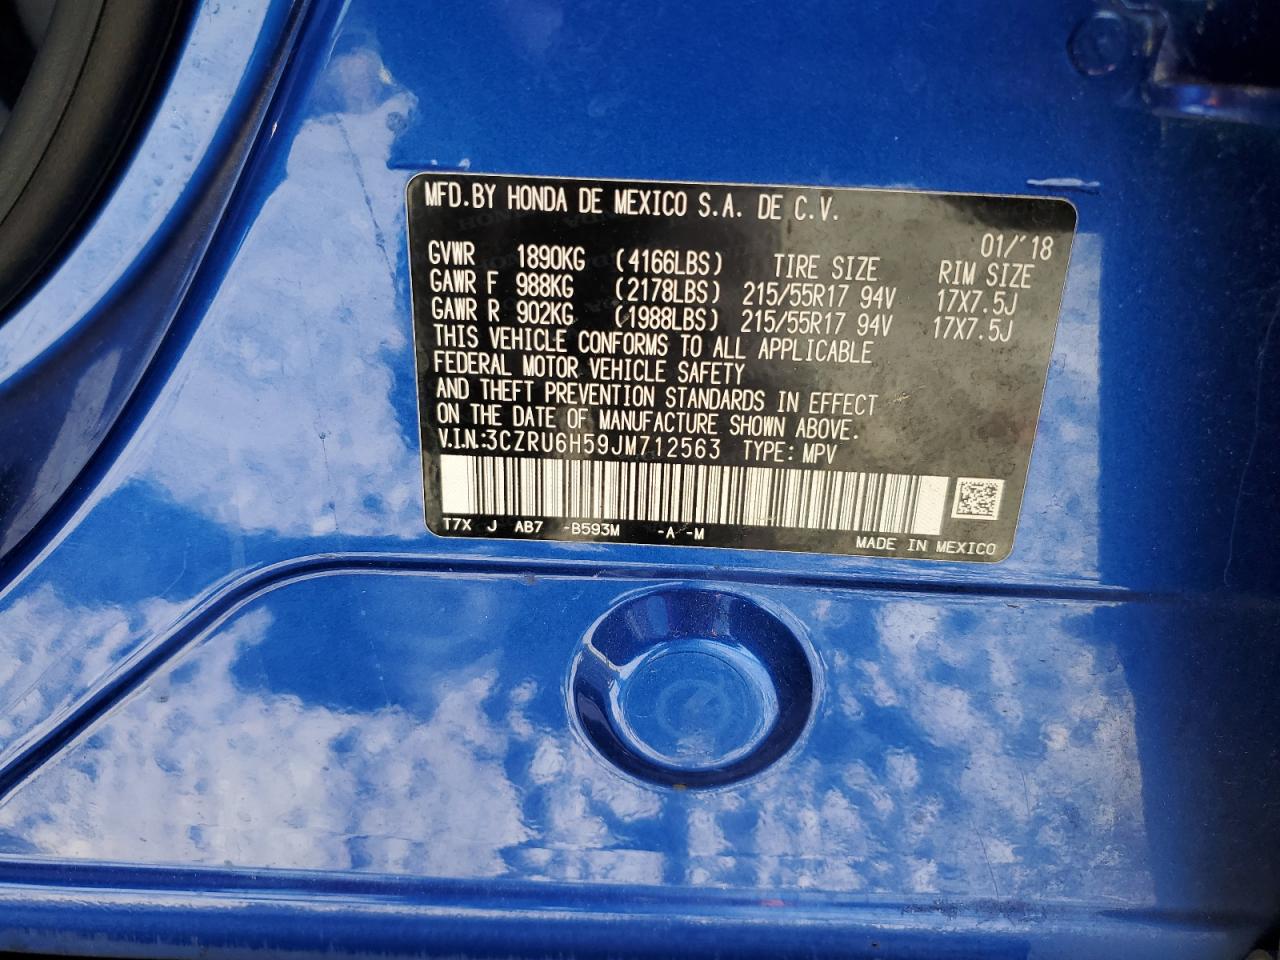 MFD.BY HONDA DE MEXICO S.A. DE C.V.
01/'18
GVWR 1890KG (4166LBS) TIRE SIZE RIM SIZE
GAWR F 988KG (2178LBS) 215/55R17 94V 17X7.5J
GAWR R 902KG (1988LBS) 215/55R17 94V 17X7.5J
THIS VEHICLE CONFORMS TO ALL APPLICABLE
FEDERAL MOTOR VEHICLE SAFETY
AND THEFT PREVENTION STANDARDS IN EFFECT
ON THE DATE OF MANUFACTURE SHOWN ABOVE.
V.I.N.:3CZRU6H59JM712563 TYPE: MPV
T7X J AB7 -B593M -A -M
MADE IN MEXICO